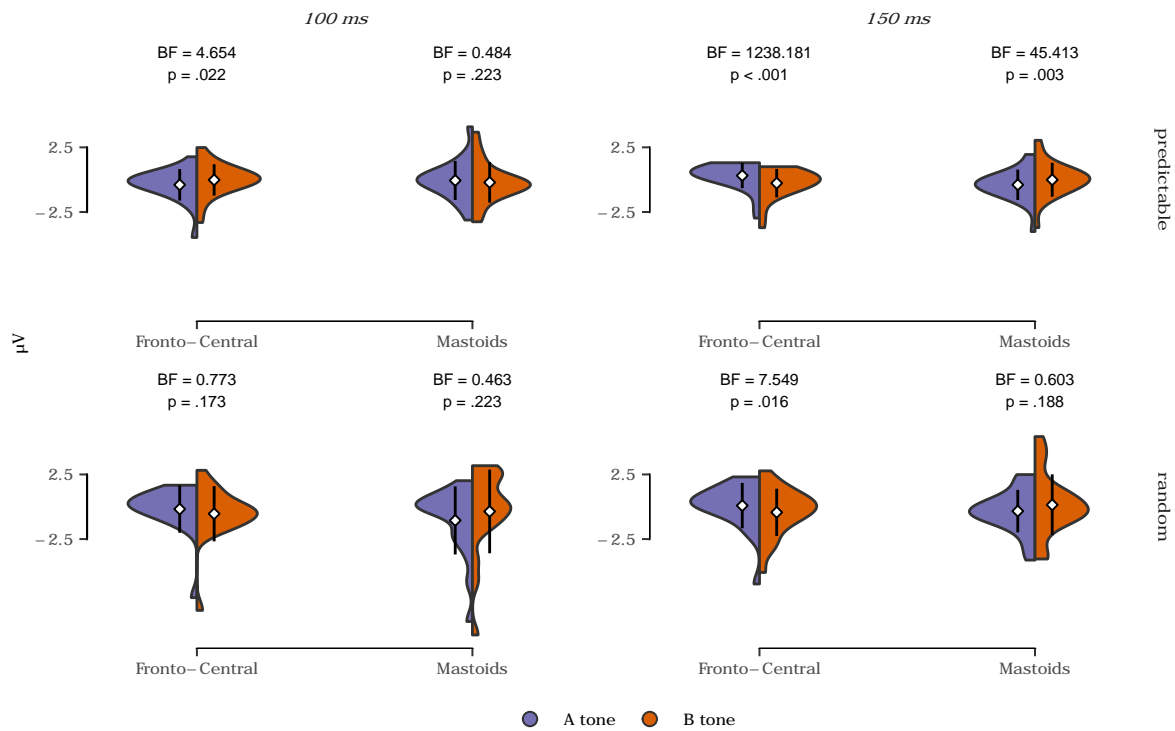 100 ms
150 ms
BF = 4.654
p = .022
BF = 0.484
p = .223
BF = 1238.181
p < .001
BF = 45.413
p = .003
2.5
−2.5
2.5
−2.5
predictable
Fronto−Central
Mastoids
Fronto−Central
Mastoids
µV
BF = 0.773
p = .173
BF = 0.463
p = .223
BF = 7.549
p = .016
BF = 0.603
p = .188
2.5
−2.5
2.5
−2.5
random
Fronto−Central
Mastoids
Fronto−Central
Mastoids
A tone
B tone